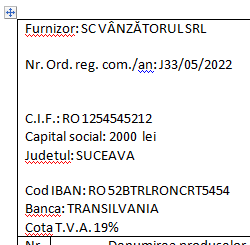 Furnizor: SC VÂNZĂTORUL SRL
Nr. Ord. reg. com./an: J33/05/2022
C.I.F.: RO 1254545212
Capital social: 2000 lei
Judetul: SUCEAVA
Cod IBAN: RO 52BTRLRONCRT5454
Banca: TRANSILVANIA
Cota T.V.A. 19%
Nr. Denumirea produselor